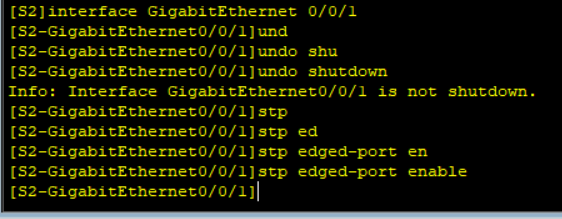 [S2]interface GigabitEthernet 0/0/1
[S2-GigabitEthernet0/0/1]und
[S2-GigabitEthernet0/0/1]undo shu
[S2-GigabitEthernet0/0/1]undo shutdown
Info: Interface GigabitEthernet0/0/1 is not shutdown.
[S2-GigabitEthernet0/0/1]stp
[S2-GigabitEthernet0/0/1]stp ed
[S2-GigabitEthernet0/0/1]stp edged-port en
[S2-GigabitEthernet0/0/1]stp edged-port enable
[S2-GigabitEthernet0/0/1]